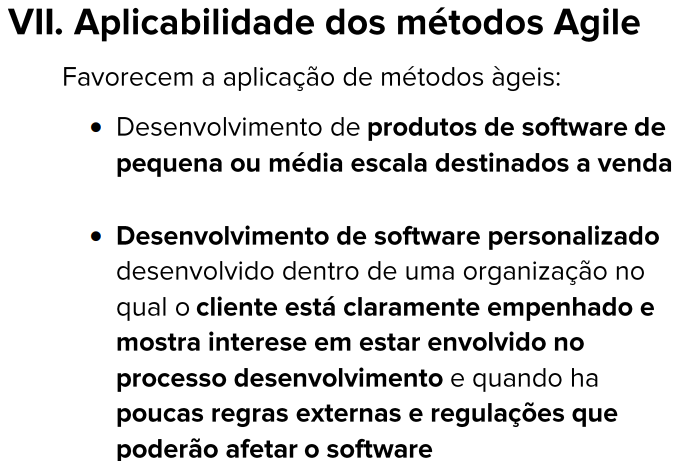 VII. Aplicabilidade dos métodos Agile
Favorecem a aplicação de métodos àgeis:
• Desenvolvimento de produtos de software de
pequena ou média escala destinados a venda
• Desenvolvimento de software personalizado
desenvolvido dentro de uma organização no
qual o cliente está claramente empenhado e
mostra interese em estar envolvido no
processo desenvolvimento e quando ha
poucas regras externas e regulações que
poderão afetar o software